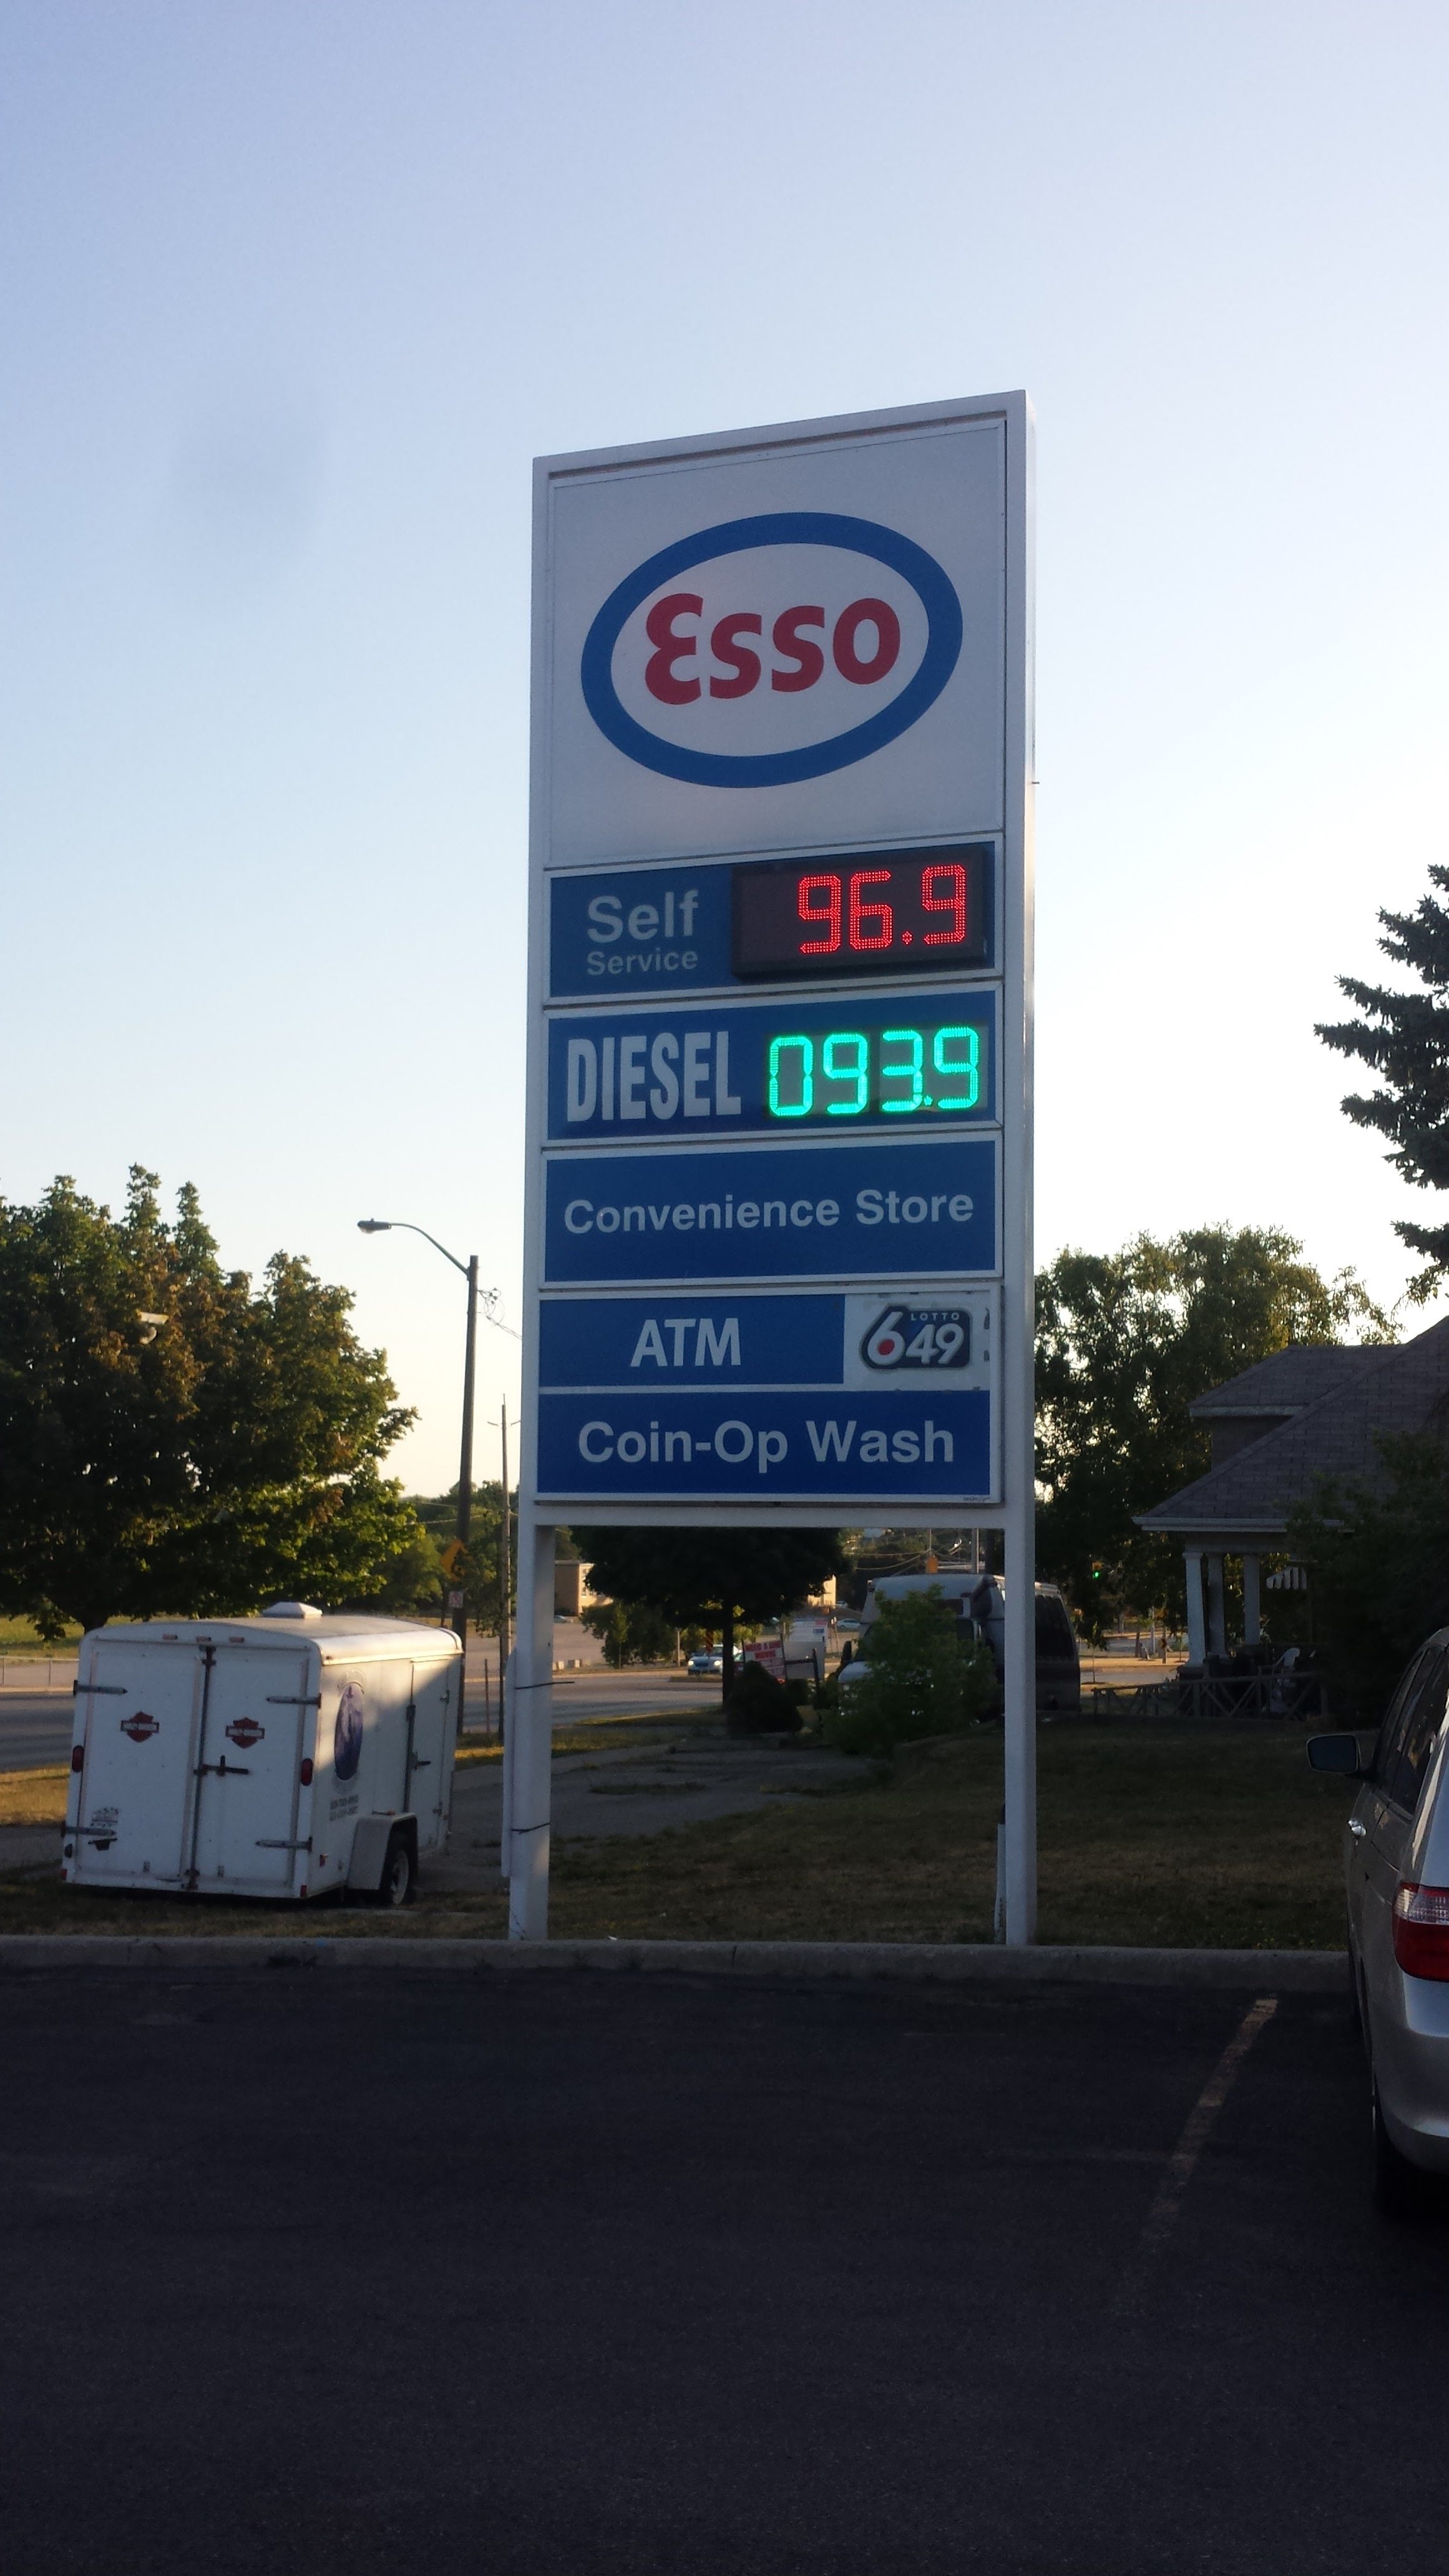 Esso
Self
Service
96.9
DIESEL 093.9
Convenience Store
ATM
LOTTO
649
Coin-Op Wash